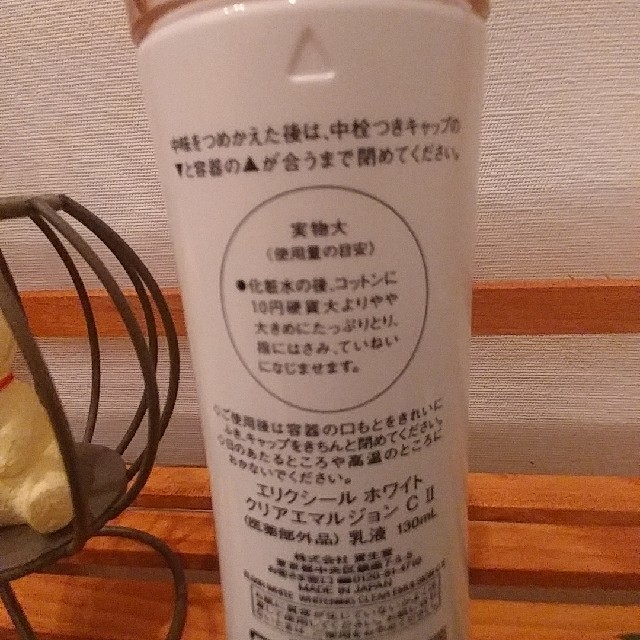 中栓をつめかえた後は、中栓つきキャップの
▼と容器の▲が合うまで閉めてください。
実物大
(使用量の目安)
●化粧水の後、コットンに
10円硬貨大よりやや
大きめにたっぷりとり、
指にはさみ、ていねい
になじませます。
○ご使用後は容器の口もとをきれいに
ふき、キャップをきちんと閉めてください。
○日のあたるところや高温のところに
おかないでください。
エリクシール ホワイト
クリアエマルジョン C II
(医薬部外品) 乳液 130mL
株式会社 資生堂
MADE IN JAPAN